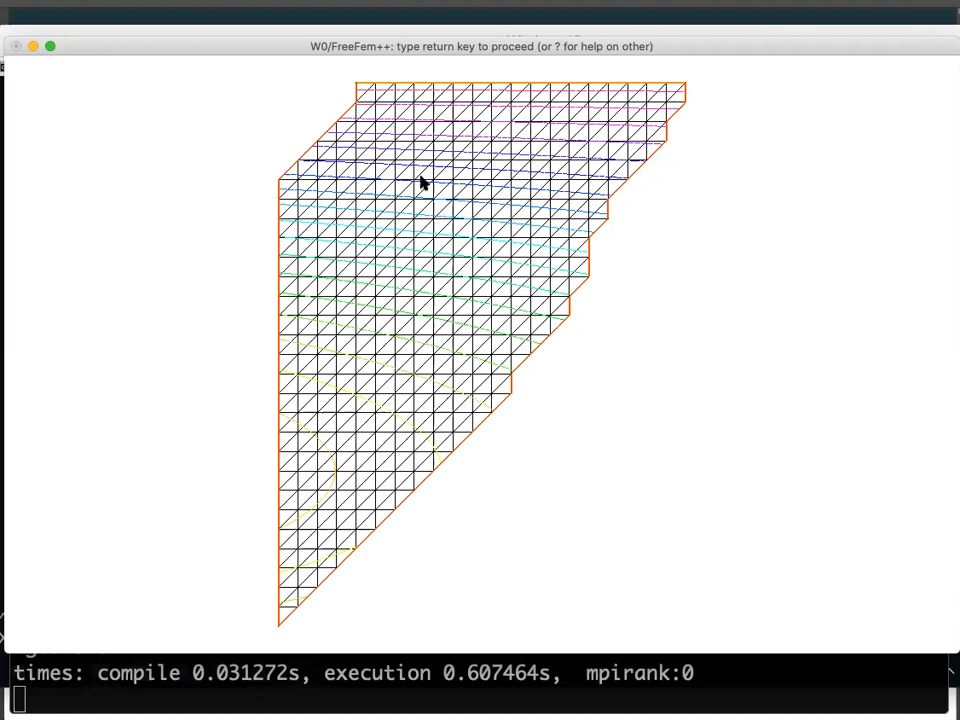 W0/FreeFem++: type return key to proceed (or ? for help on other)
times: compile 0.031272s, execution 0.607464s,  mpirank:0